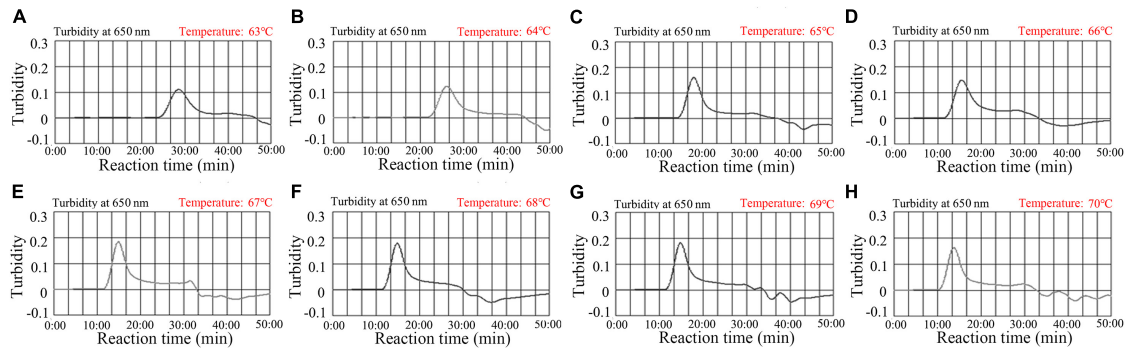 A
Turbidity at 650 nm Temperature: 63℃
0.3
0.2
0.1
0
-0.1
Turbidity
0:00 10:00 20:00 30:00 40:00 50:00
Reaction time (min)
B
Turbidity at 650 nm Temperature: 64℃
0.3
0.2
0.1
0
-0.1
Turbidity
0:00 10:00 20:00 30:00 40:00 50:00
Reaction time (min)
C
Turbidity at 650 nm Temperature: 65℃
0.3
0.2
0.1
0
-0.1
Turbidity
0:00 10:00 20:00 30:00 40:00 50:00
Reaction time (min)
D
Turbidity at 650 nm Temperature: 66℃
0.3
0.2
0.1
0
-0.1
Turbidity
0:00 10:00 20:00 30:00 40:00 50:00
Reaction time (min)
E
Turbidity at 650 nm Temperature: 67℃
0.3
0.2
0.1
0
-0.1
Turbidity
0:00 10:00 20:00 30:00 40:00 50:00
Reaction time (min)
F
Turbidity at 650 nm Temperature: 68℃
0.3
0.2
0.1
0
-0.1
Turbidity
0:00 10:00 20:00 30:00 40:00 50:00
Reaction time (min)
G
Turbidity at 650 nm Temperature: 69℃
0.3
0.2
0.1
0
-0.1
Turbidity
0:00 10:00 20:00 30:00 40:00 50:00
Reaction time (min)
H
Turbidity at 650 nm Temperature: 70℃
0.3
0.2
0.1
0
-0.1
Turbidity
0:00 10:00 20:00 30:00 40:00 50:00
Reaction time (min)